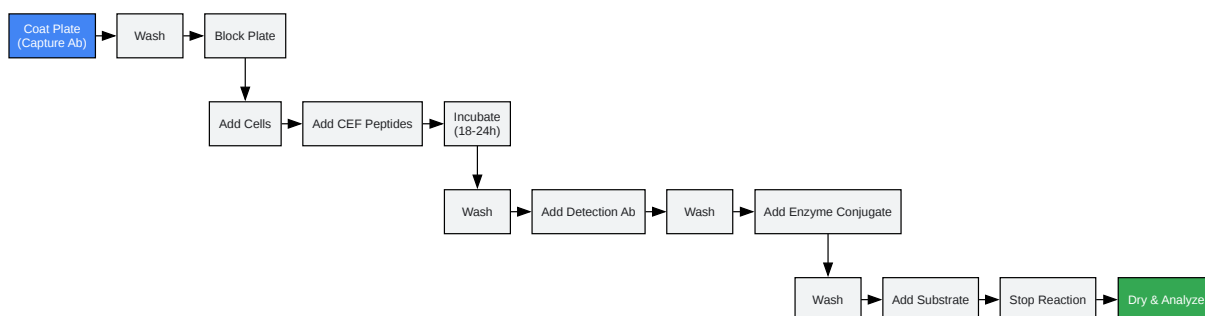 Coat Plate
(Capture Ab)
Wash
Block Plate
Add Cells
Add CEF Peptides
Incubate
(18-24h)
Wash
Add Detection Ab
Wash
Add Enzyme Conjugate
Wash
Add Substrate
Stop Reaction
Dry & Analyze